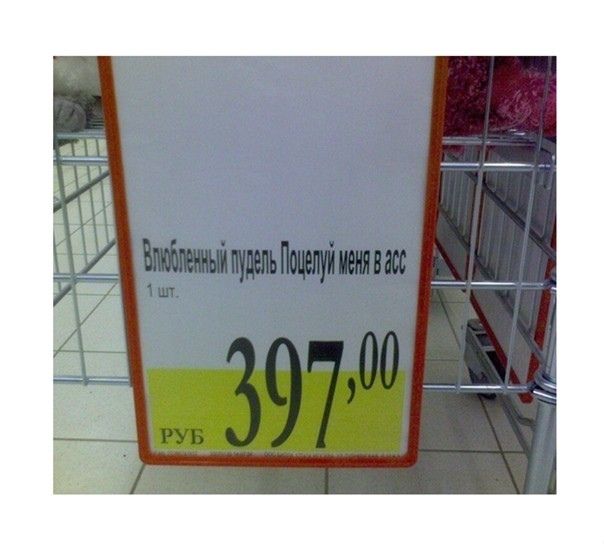 Влюбленный пудель Поцелуй меня в асс
1 шт.
397,00
РУБ